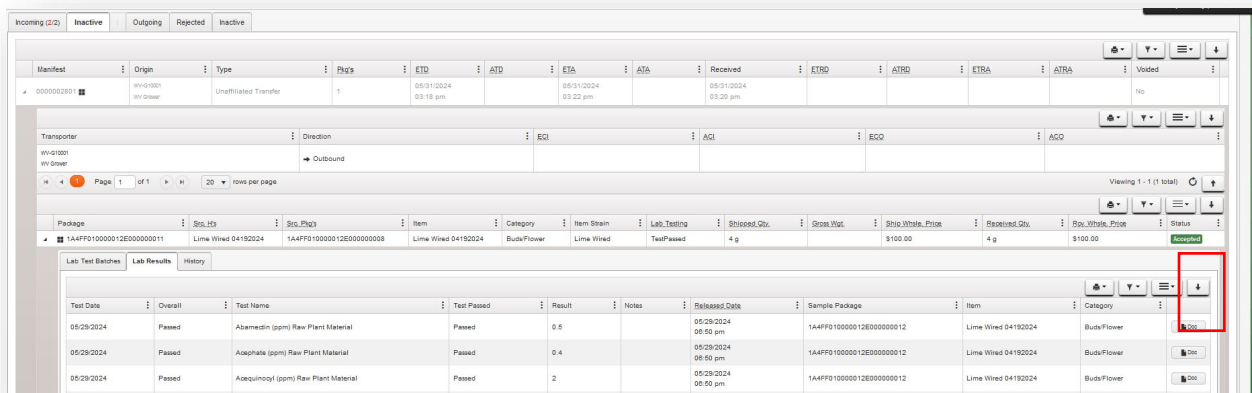 Incoming (2/2) Inactive Outgoing Rejected Inactive
Manifest Origin Type Pkg's ETD ATD ETA ATA Received ETRD ATRD ETRA ATRA Voided
0000002801 WV-G10001 Unaffiliated Transfer 1 05/31/2024 05/31/2024 05/31/2024 No
WV Grower 03:18 pm 03:22 pm 03:20 pm
Transporter Direction ECI ACI ECO ACO
WV-G10001 Outbound
WV Grower
1 Page 1 of 1 20 rows per page Viewing 1 - 1 (1 total)
Package Src. H's Src. Pkg's Item Category Item Strain Lab Testing Shipped Qty. Gross Wgt. Ship Whsle. Price Received Qty. Rcv. Whsle. Price Status
1A4FF010000012E000000011 Lime Wired 04192024 1A4FF010000012E000000008 Lime Wired 04192024 Buds/Flower Lime Wired TestPassed 4 g $100.00 4 g $100.00 Accepted
Lab Test Batches Lab Results History
Test Date Overall Test Name Test Passed Result Notes Released Date Sample Package Item Category
05/29/2024 Passed Abamectin (ppm) Raw Plant Material Passed 0.5 05/29/2024 1A4FF010000012E000000012 Lime Wired 04192024 Buds/Flower Doc
06:50 pm
05/29/2024 Passed Acephate (ppm) Raw Plant Material Passed 0.4 05/29/2024 1A4FF010000012E000000012 Lime Wired 04192024 Buds/Flower Doc
06:50 pm
05/29/2024 Passed Acequinocyl (ppm) Raw Plant Material Passed 2 05/29/2024 1A4FF010000012E000000012 Lime Wired 04192024 Buds/Flower Doc
06:50 pm